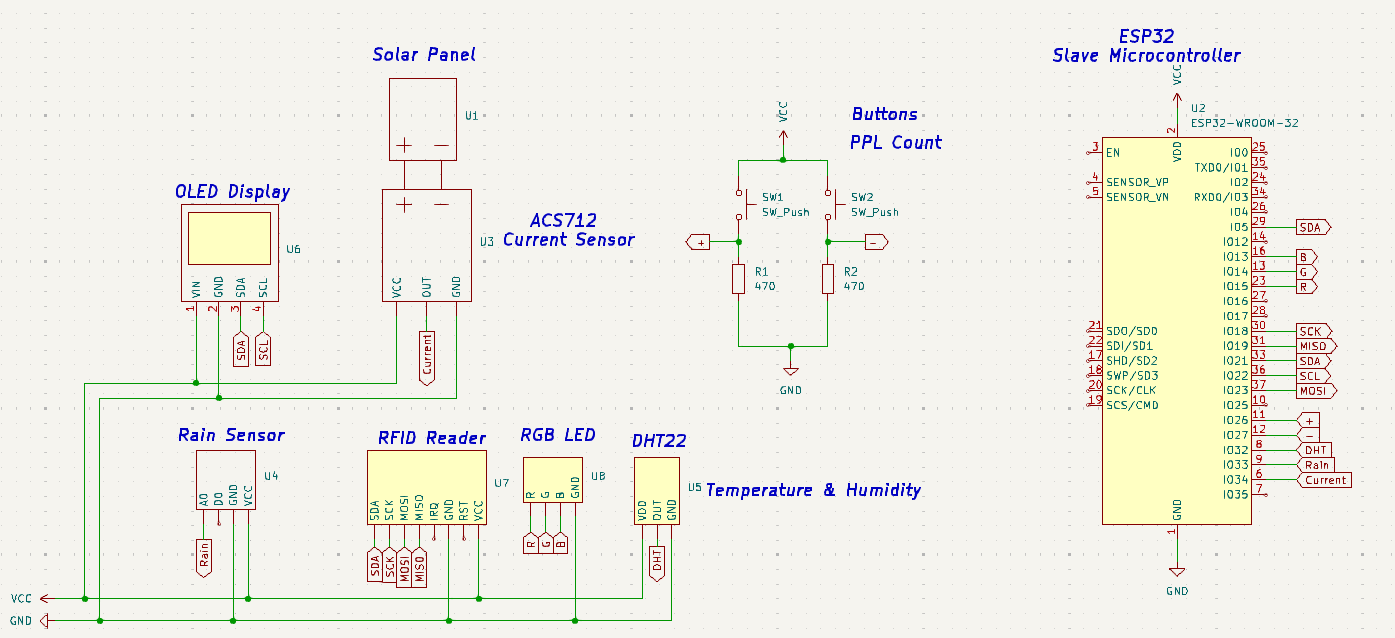 Solar Panel
U1
+ −
+ −
U3
ACS712
Current Sensor
VCC
OUT
GND
Current
OLED Display
U6
VIN
GND
SDA
SCL
1
2
3
4
SDA
SCL
VCC
Buttons
PPL Count
SW1
SW_Push
SW2
SW_Push
+
−
R1
470
R2
470
GND
ESP32
Slave Microcontroller
VCC
U2
ESP32-WROOM-32
2
VDD
3 EN
4 SENSOR_VP
5 SENSOR_VN
21 SDO/SD0
22 SDI/SD1
17 SHD/SD2
18 SWP/SD3
20 SCK/CLK
19 SCS/CMD
IO0 25
TXD0/IO1 35
IO2 24
RXD0/IO3 34
IO4 26
IO5 29 SDA
IO12 14
IO13 16 B
IO14 13 G
IO15 23 R
IO16 27
IO17 28
IO18 30 SCK
IO19 31 MISO
IO21 33 SDA
IO22 36 SCL
IO23 37 MOSI
IO25 10
IO26 11 +
IO27 12 −
IO32 8 DHT
IO33 9 Rain
IO34 6 Current
IO35 7
GND
1
GND
Rain Sensor
U4
AO
DO
GND
VCC
Rain
RFID Reader
U7
SDA
SCK
MOSI
MISO
IRQ
GND
RST
VCC
SDA
SCK
MOSI
MISO
RGB LED
U8
R
G
B
GND
R
G
B
DHT22
U5
Temperature & Humidity
VDD
OUT
GND
DHT
VCC
GND